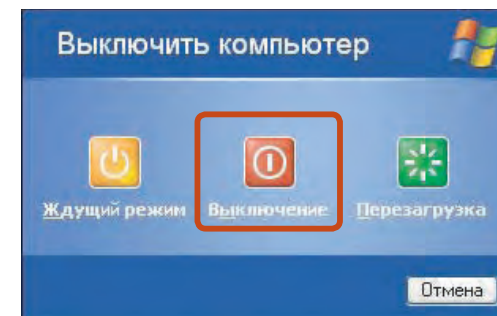 Выключить компьютер
Ждущий режим Выключение Перезагрузка
Отмена